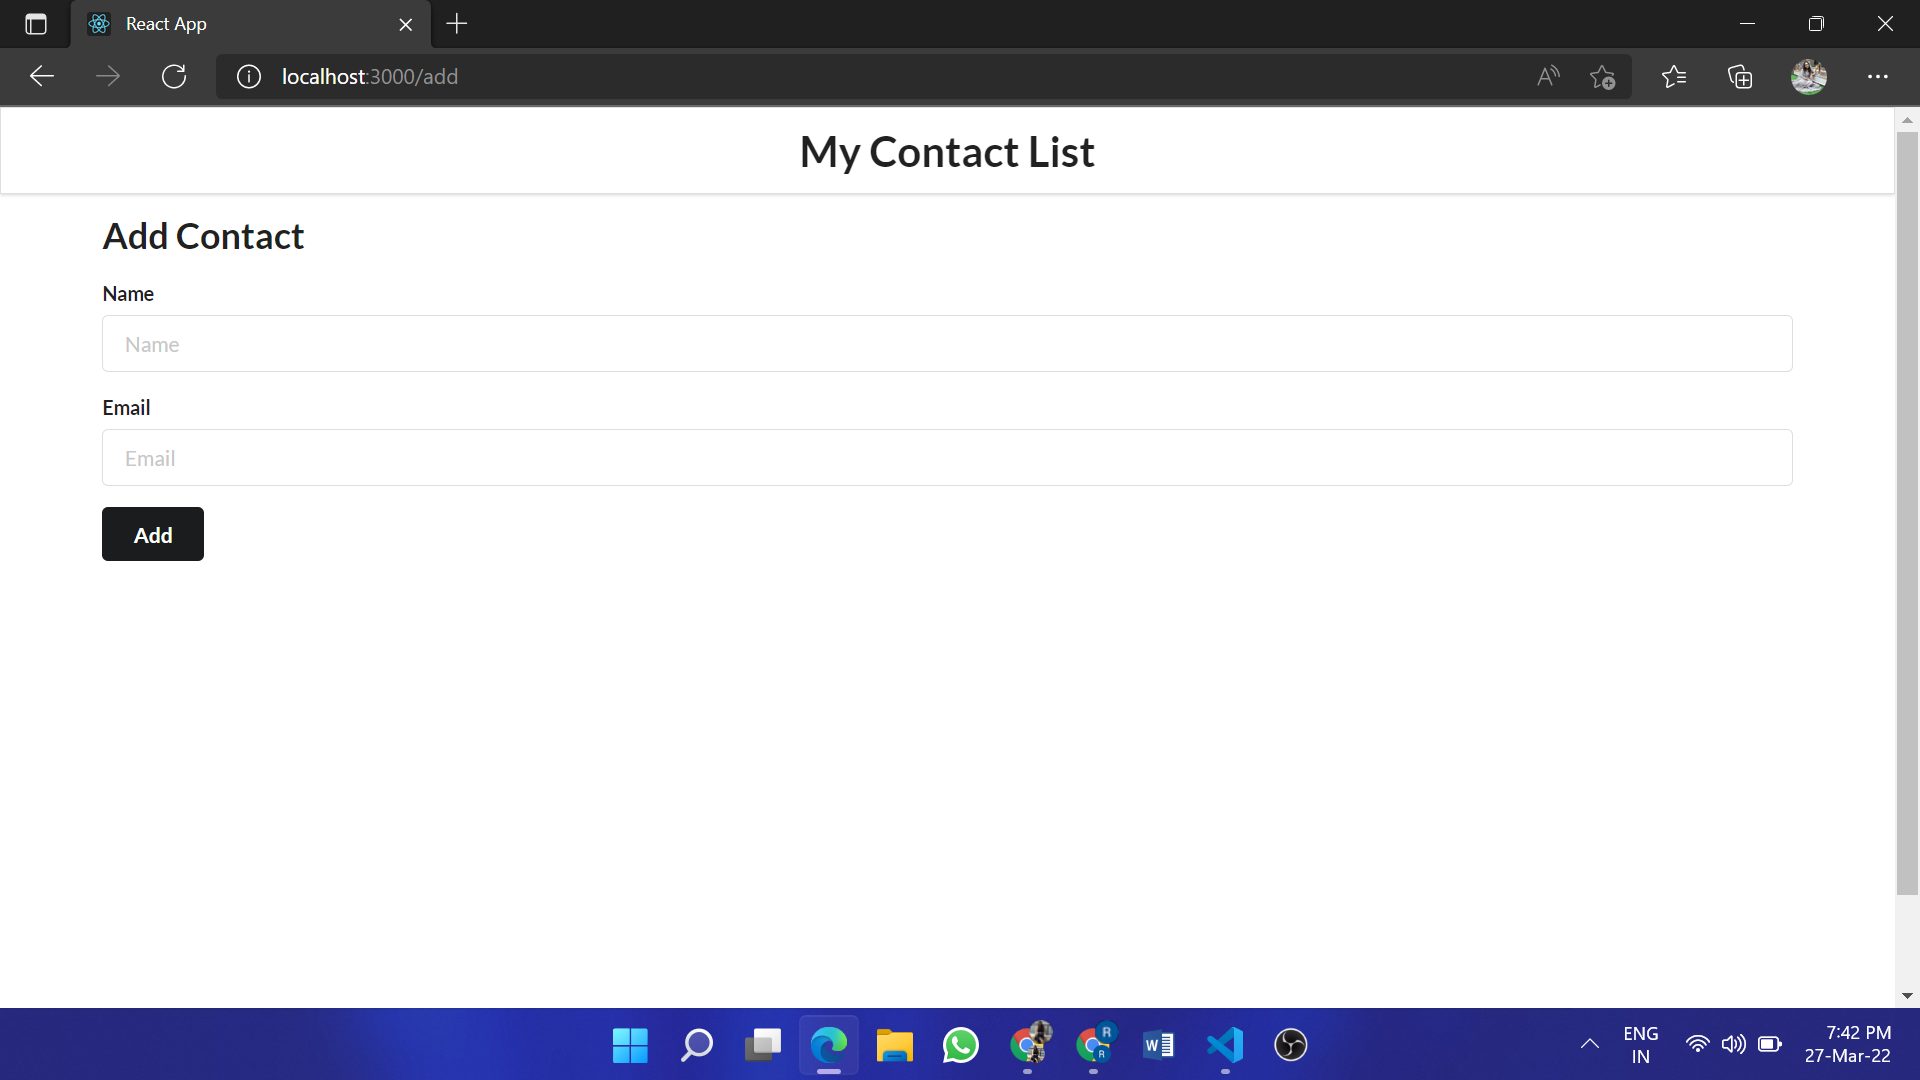 React App
localhost:3000/add
My Contact List
Add Contact
Name
Name
Email
Email
Add
ENG
IN
7:42 PM
27-Mar-22